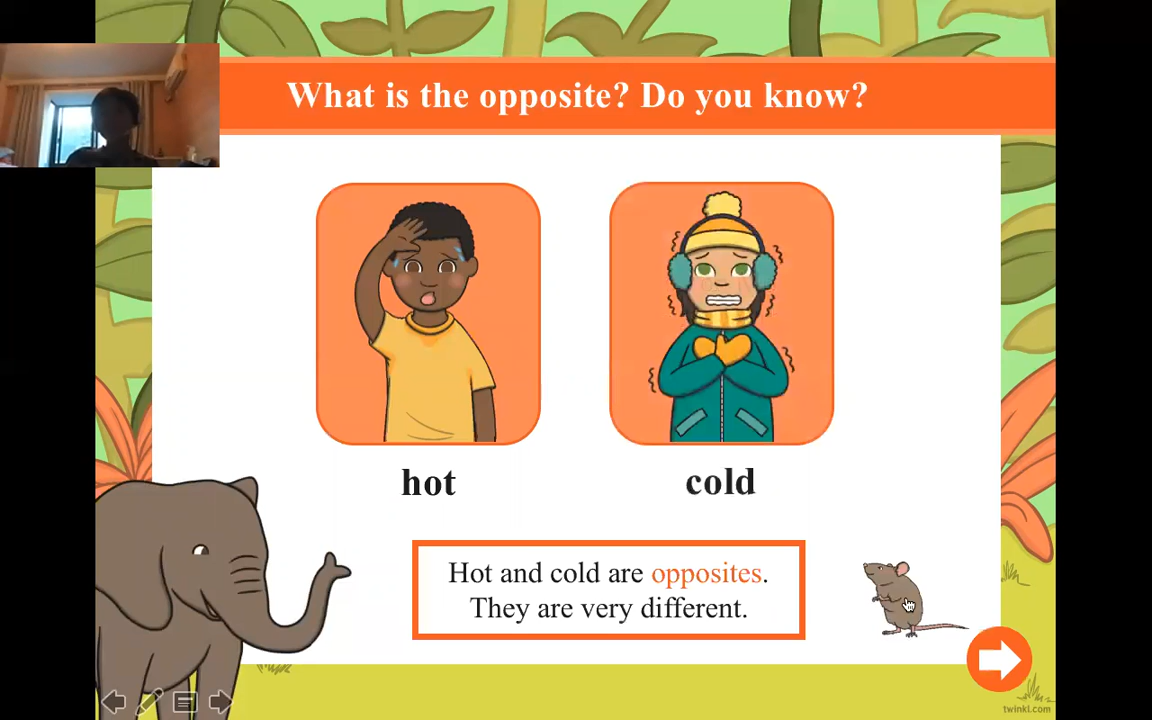 What is the opposite? Do you know?
hot
cold
Hot and cold are opposites.
They are very different.
twinkl.com